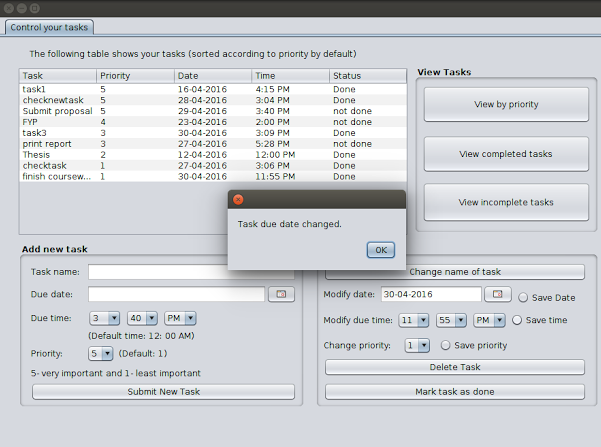 Control your tasks
The following table shows your tasks (sorted according to priority by default)
Task Priority Date Time Status
task1 5 16-04-2016 4:15 PM Done
checknewtask 5 28-04-2016 3:04 PM Done
Submit proposal 5 29-04-2016 3:40 PM not done
FYP 4 23-04-2016 2:00 PM not done
task3 3 30-04-2016 3:09 PM Done
print report 3 27-04-2016 5:28 PM not done
Thesis 2 12-04-2016 12:00 PM Done
checktask 1 27-04-2016 3:06 PM Done
finish coursew... 1 30-04-2016 11:55 PM Done
View Tasks
View by priority
View completed tasks
View incomplete tasks
Task due date changed.
OK
Add new task
Task name:
Due date:
Due time: 3 40 PM
(Default time: 12: 00 AM)
Priority: 5 (Default: 1)
5- very important and 1- least important
Submit New Task
Change name of task
Modify date: 30-04-2016 Save Date
Modify due time: 11 55 PM Save time
Change priority: 1 Save priority
Delete Task
Mark task as done